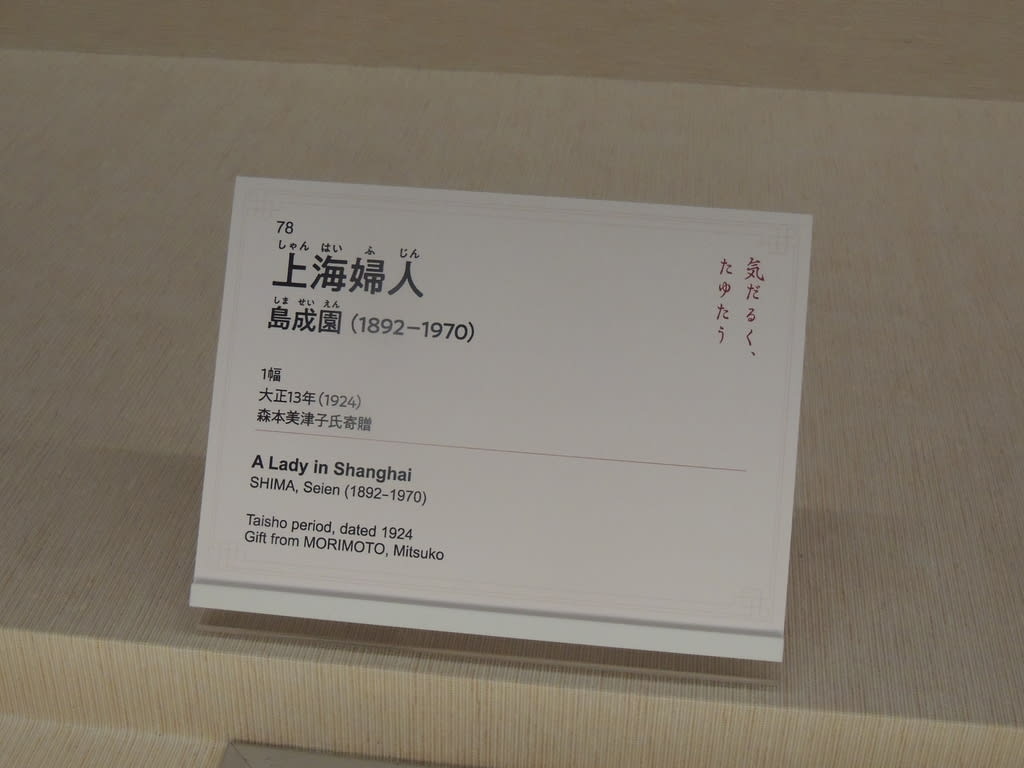 78
しゃん はい ふ じん
上海婦人
しま せい えん
島成園 (1892–1970)
1幅
大正13年(1924)
森本美津子氏寄贈
気だるく、
たゆたう
A Lady in Shanghai
SHIMA, Seien (1892–1970)
Taisho period, dated 1924
Gift from MORIMOTO, Mitsuko